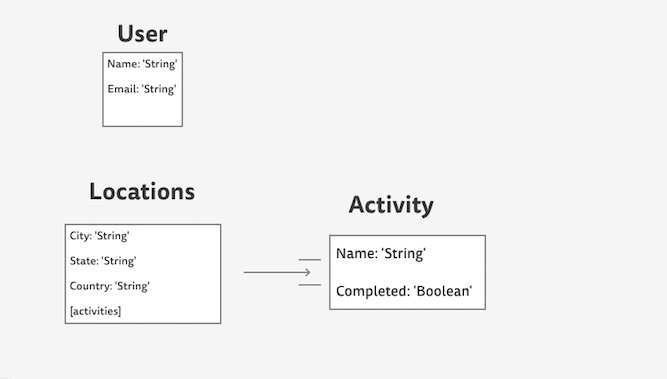 User
Name: 'String'
Email: 'String'
Locations
City: 'String'
State: 'String'
Country: 'String'
[activities]
Activity
Name: 'String'
Completed: 'Boolean'